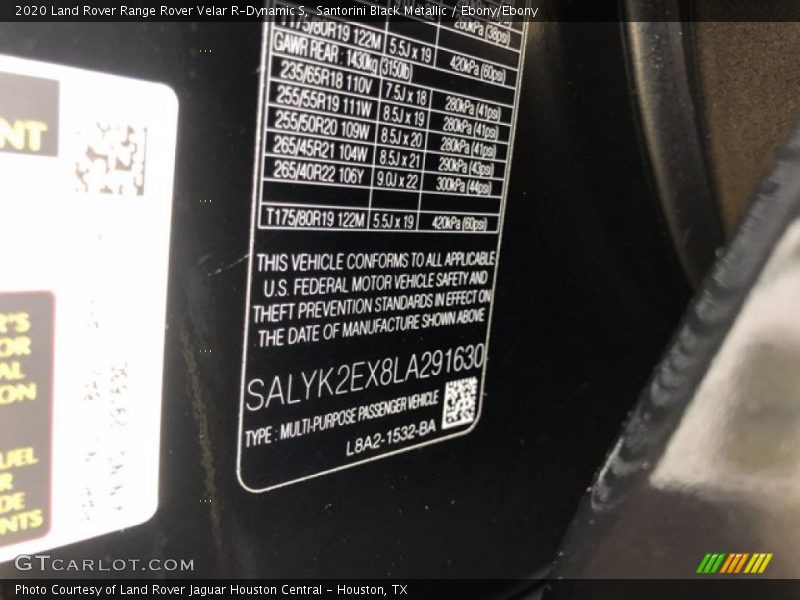 2020 Land Rover Range Rover Velar R-Dynamic S, Santorini Black Metallic / Ebony/Ebony
T175/80R19 122M 5.5J x 19 420kPa (60psi)
GAWR REAR : 1430kg (3150lb)
235/65R18 110V 7.5J x 18 280kPa (41psi)
255/55R19 111W 8.5J x 19 280kPa (41psi)
255/50R20 109W 8.5J x 20 280kPa (41psi)
265/45R21 104W 8.5J x 21 290kPa (43psi)
265/40R22 106Y 9.0J x 22 300kPa (44psi)
T175/80R19 122M 5.5J x 19 420kPa (60psi)
THIS VEHICLE CONFORMS TO ALL APPLICABLE
U.S. FEDERAL MOTOR VEHICLE SAFETY AND
THEFT PREVENTION STANDARDS IN EFFECT ON
THE DATE OF MANUFACTURE SHOWN ABOVE
SALYK2EX8LA291630
TYPE : MULTI-PURPOSE PASSENGER VEHICLE
L8A2-1532-BA
GTCARLOT.COM
Photo Courtesy of Land Rover Jaguar Houston Central - Houston, TX